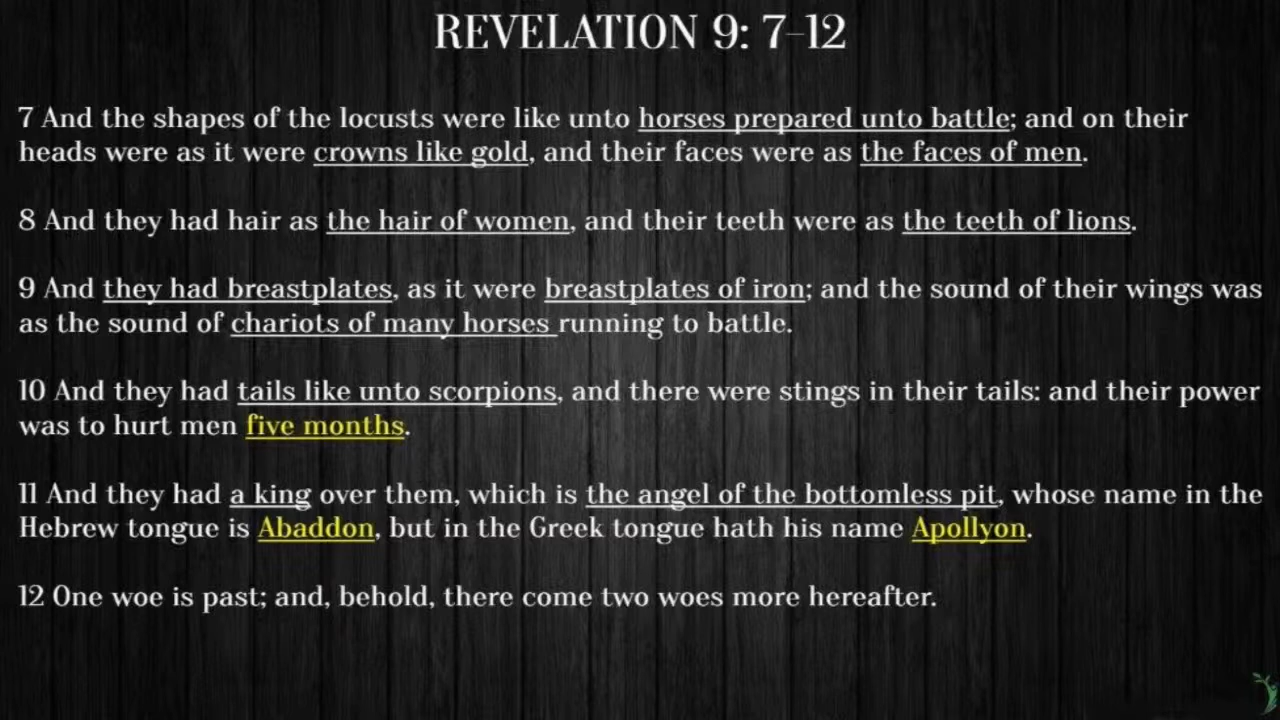 REVELATION 9: 7–12
7 And the shapes of the locusts were like unto horses prepared unto battle; and on their
heads were as it were crowns like gold, and their faces were as the faces of men.
8 And they had hair as the hair of women, and their teeth were as the teeth of lions.
9 And they had breastplates, as it were breastplates of iron; and the sound of their wings was
as the sound of chariots of many horses running to battle.
10 And they had tails like unto scorpions, and there were stings in their tails: and their power
was to hurt men five months.
11 And they had a king over them, which is the angel of the bottomless pit, whose name in the
Hebrew tongue is Abaddon, but in the Greek tongue hath his name Apollyon.
12 One woe is past; and, behold, there come two woes more hereafter.